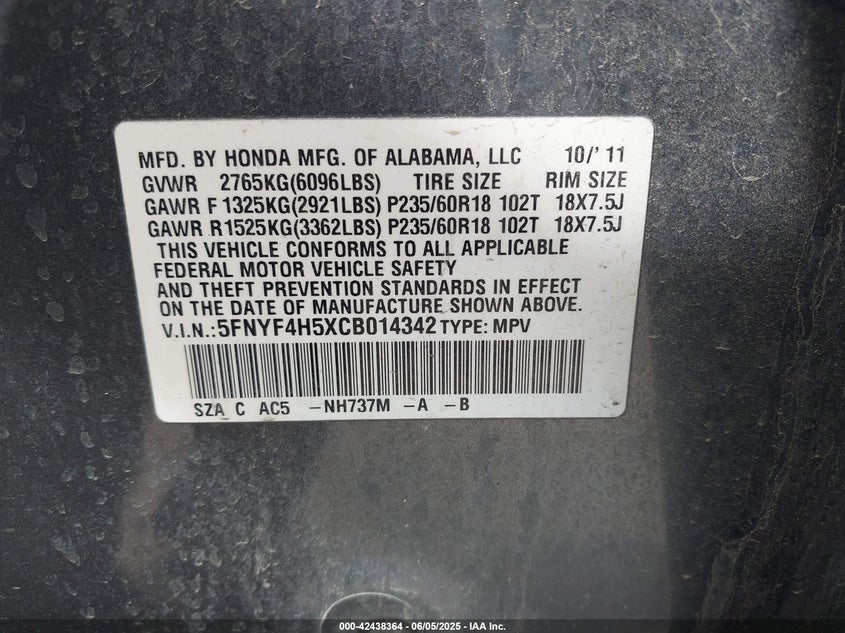 MFD. BY HONDA MFG. OF ALABAMA, LLC 10/' 11
GVWR 2765KG(6096LBS) TIRE SIZE RIM SIZE
GAWR F 1325KG(2921LBS) P235/60R18 102T 18X7.5J
GAWR R1525KG(3362LBS) P235/60R18 102T 18X7.5J
THIS VEHICLE CONFORMS TO ALL APPLICABLE
FEDERAL MOTOR VEHICLE SAFETY
AND THEFT PREVENTION STANDARDS IN EFFECT
ON THE DATE OF MANUFACTURE SHOWN ABOVE.
V.I.N.:5FNYF4H5XCB014342 TYPE: MPV
SZA C AC5 -NH737M -A -B
000-42438364 - 06/05/2025 - IAA Inc.